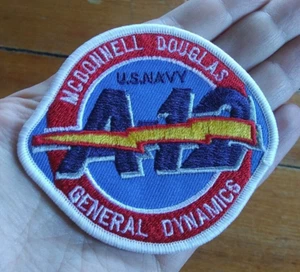 MCDONNELL DOUGLAS
U.S. NAVY
A-12
GENERAL DYNAMICS